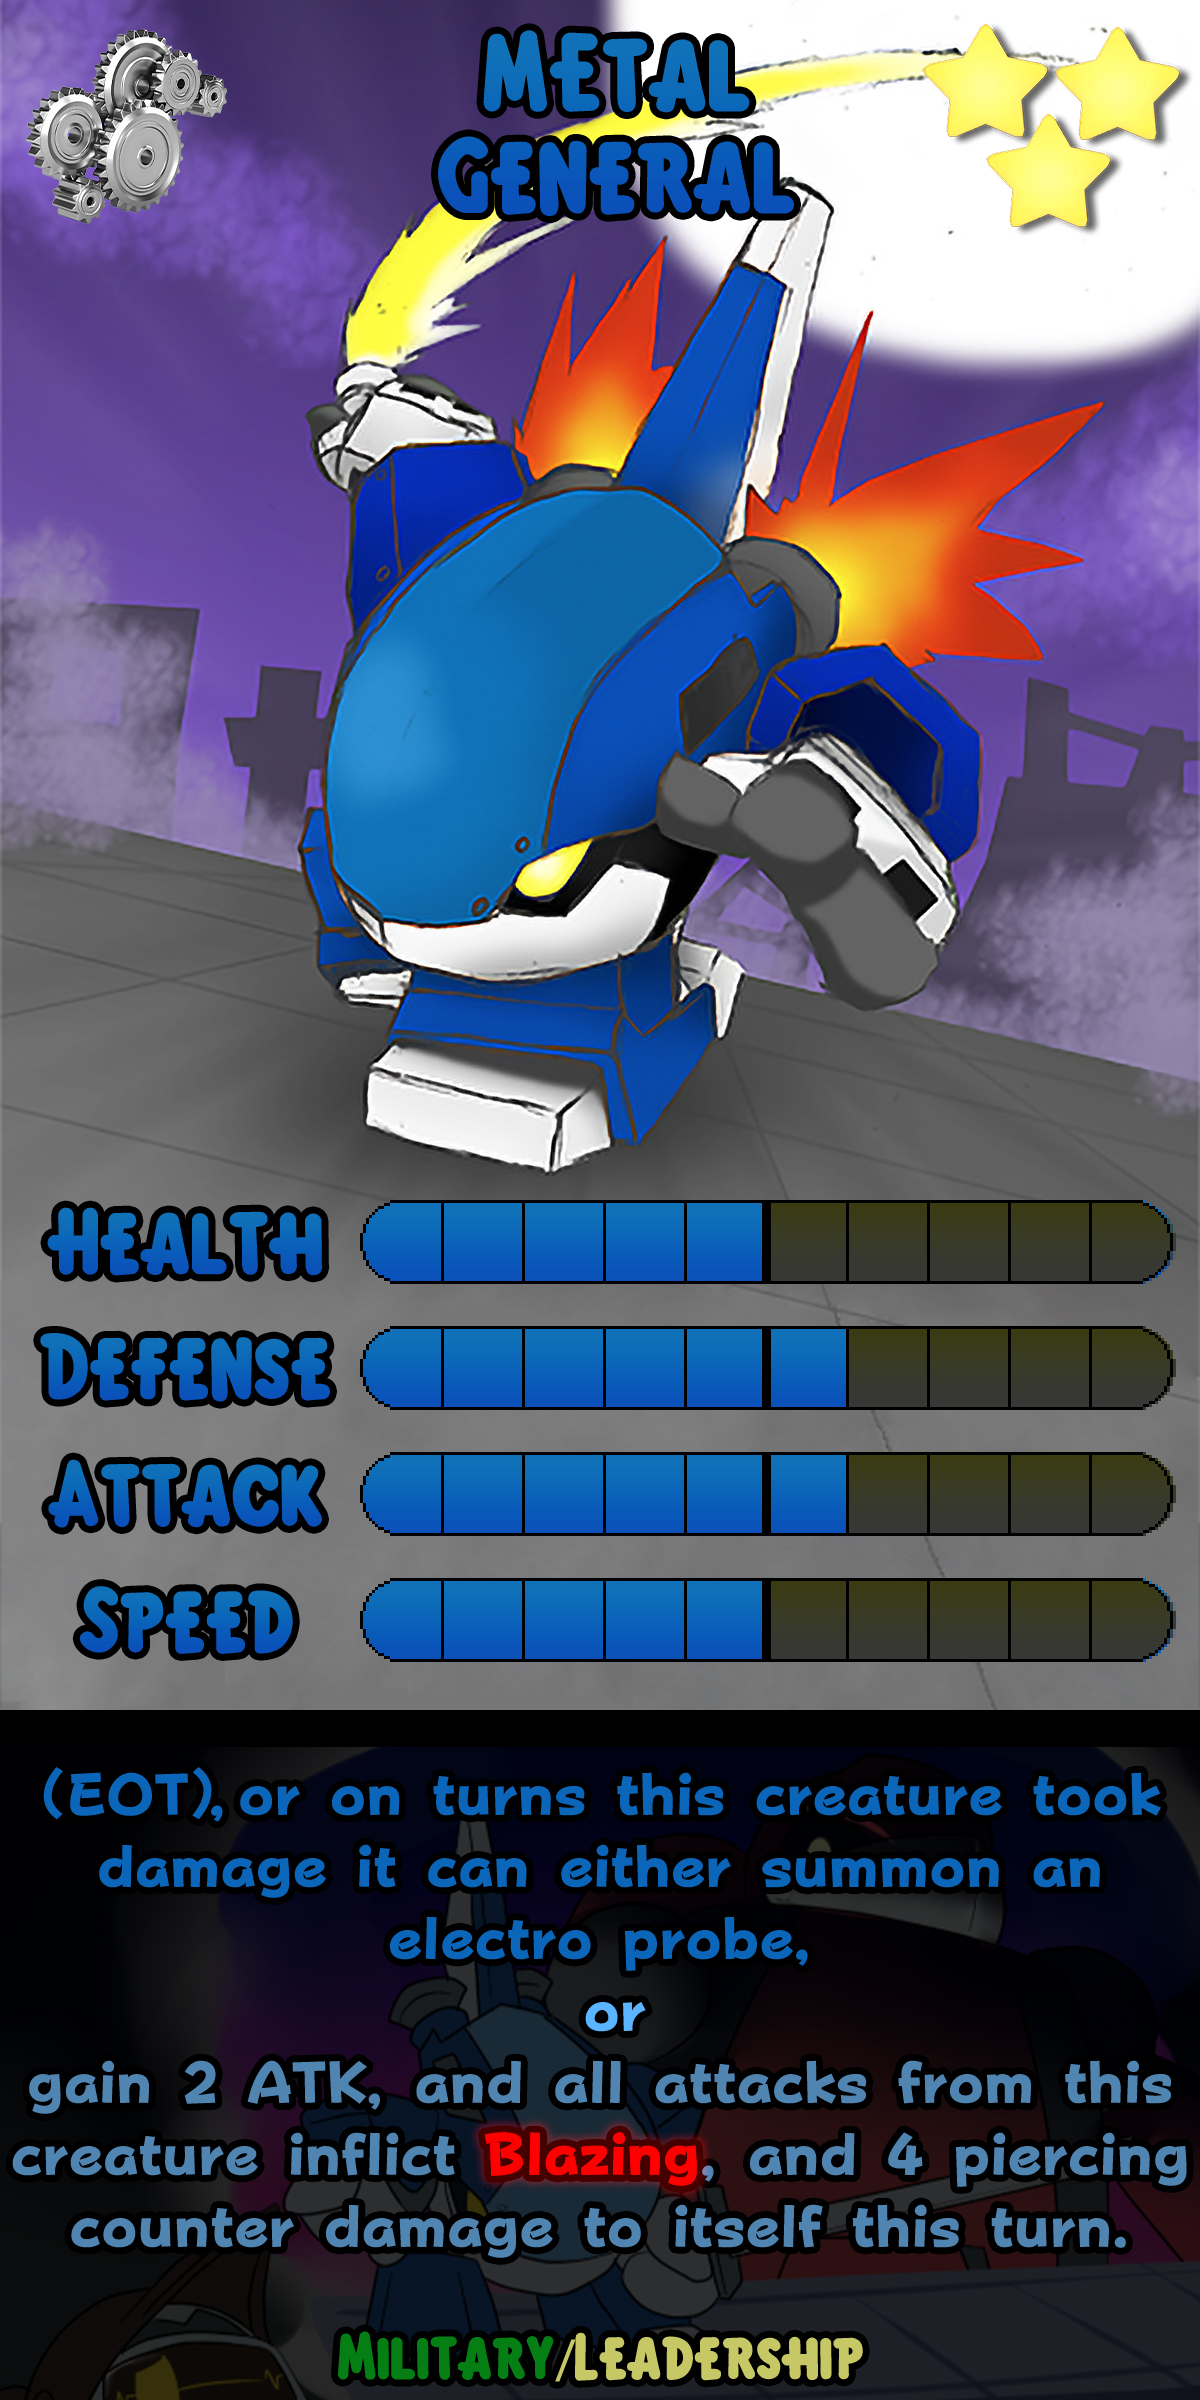 METAL
GENERAL
HEALTH
DEFENSE
ATTACK
SPEED
(EOT), or on turns this creature took
damage it can either summon an
electro probe,
or
gain 2 ATK, and all attacks from this
creature inflict Blazing, and 4 piercing
counter damage to itself this turn.
MILITARY/LEADERSHIP